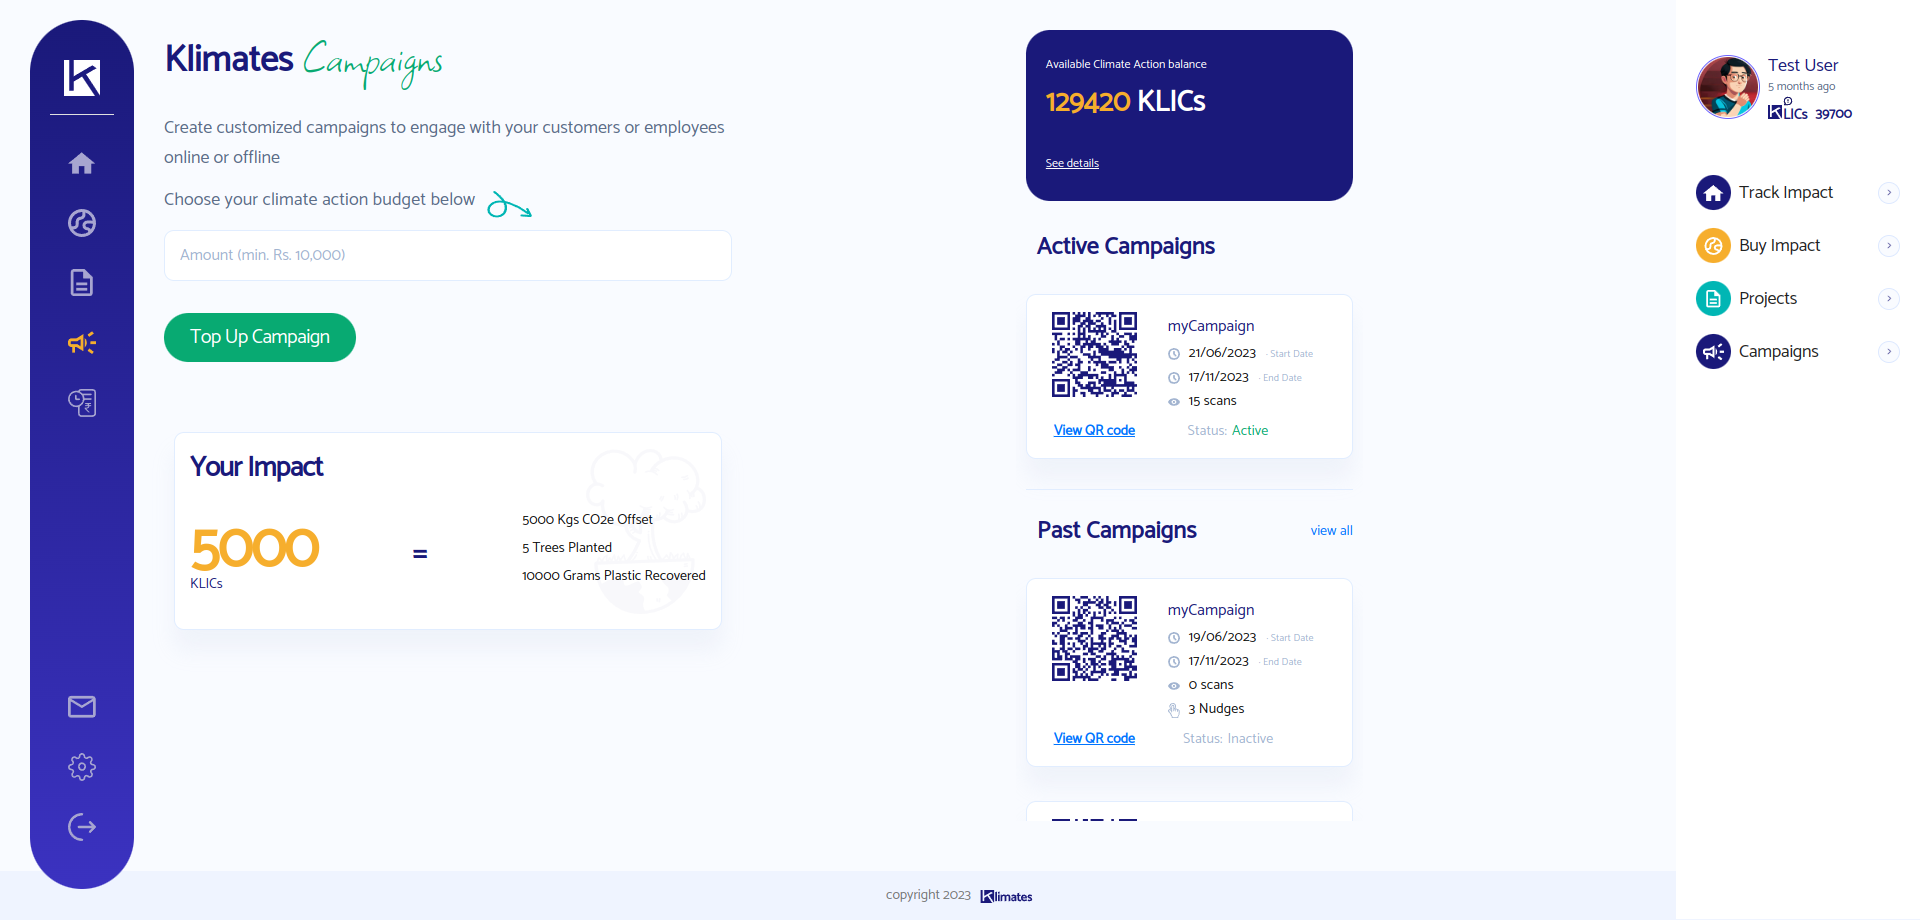 Klimates Campaigns
Create customized campaigns to engage with your customers or employees
online or offline
Choose your climate action budget below
Amount (min. Rs. 10,000)
Top Up Campaign
Your Impact
5000
KLICs
=
5000 Kgs CO2e Offset
5 Trees Planted
10000 Grams Plastic Recovered
Available Climate Action balance
129420 KLICs
See details
Active Campaigns
myCampaign
21/06/2023 - Start Date
17/11/2023 - End Date
15 scans
View QR code
Status: Active
Past Campaigns
view all
myCampaign
19/06/2023 - Start Date
17/11/2023 - End Date
0 scans
3 Nudges
View QR code
Status: Inactive
Test User
5 months ago
KLICs 39700
Track Impact
Buy Impact
Projects
Campaigns
copyright 2023 Klimates